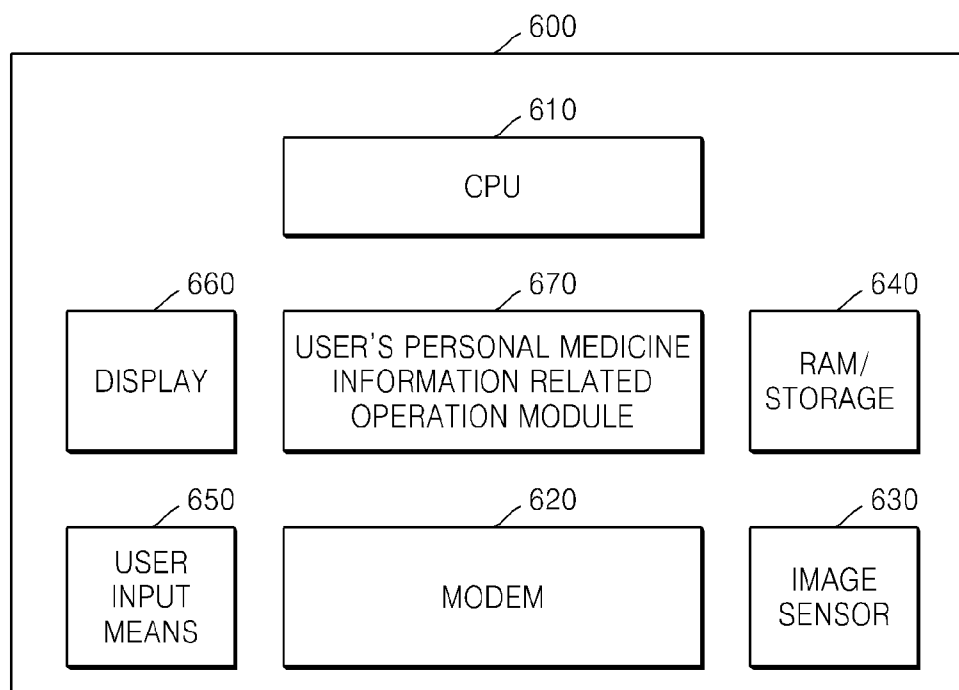 600
610
CPU
660
DISPLAY
670
USER'S PERSONAL MEDICINE
INFORMATION RELATED
OPERATION MODULE
640
RAM/
STORAGE
650
USER
INPUT
MEANS
620
MODEM
630
IMAGE
SENSOR